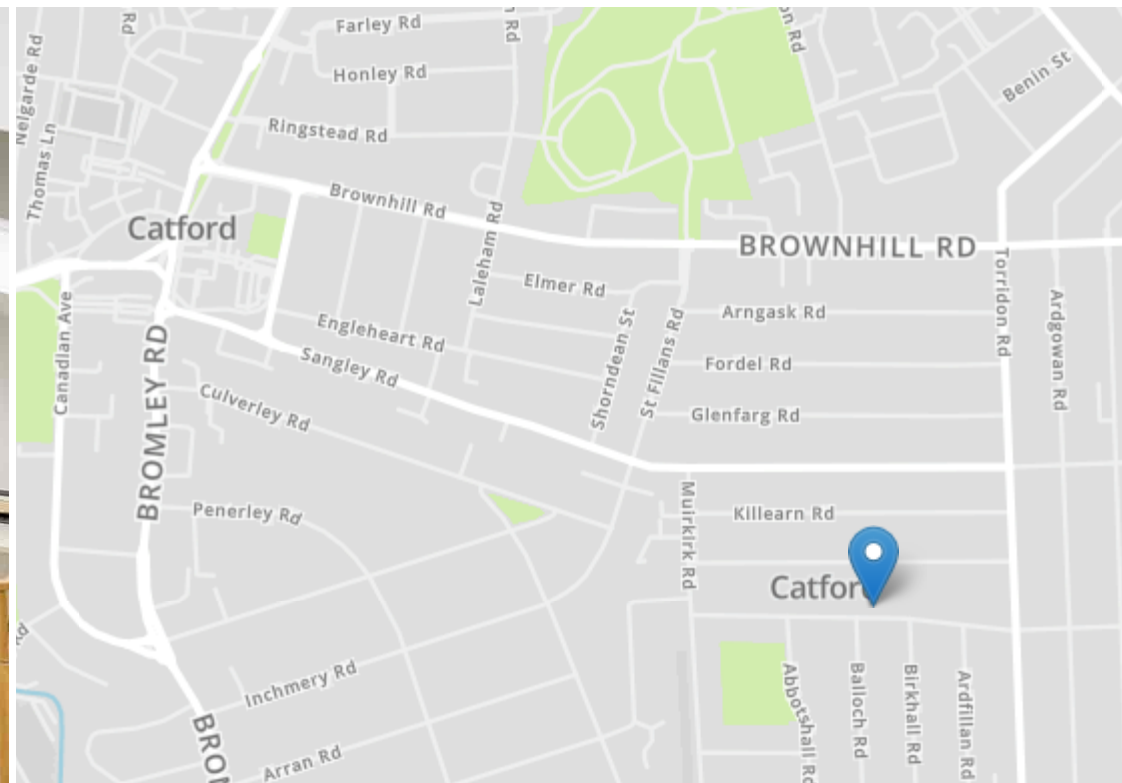 Farley Rd
Honley Rd
Benin St
Nelgarde Rd
Ringstead Rd
Thomas Ln
Brownhill Rd
Catford
Laleham Rd
BROWNHILL RD
Elmer Rd
Torridon Rd
Canadian Ave
Arngask Rd
Ardgowan Rd
Engleheart Rd
Shorndean St
St Fillans Rd
Sangley Rd
BROMLEY RD
Fordel Rd
Culverley Rd
Glenfarg Rd
Penerley Rd
Muirkirk Rd
Killearn Rd
Catford
Inchmery Rd
Abbotshall Rd
Balloch Rd
Birkhall Rd
Ardfillan Rd
Arran Rd